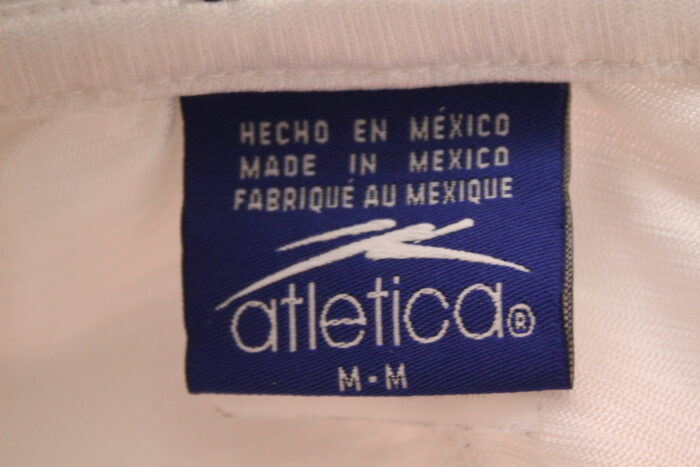 HECHO EN MÉXICO
MADE IN MEXICO
FABRIQUÉ AU MEXIQUE
atletica®
M - M